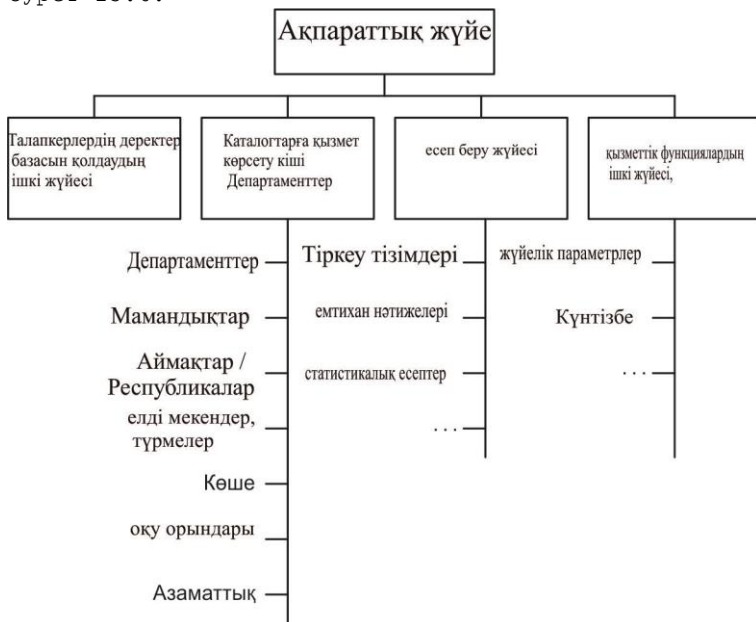 Ақпараттық жүйе
Талапкерлердің деректер
базасын қолдаудың
ішкі жүйесі
Каталогтарға қызмет
көрсету кіші
Департаменттер
есеп беру жүйесі
қызметтік функциялардың
ішкі жүйесі,
Департаменттер
Мамандықтар
Аймақтар /
Республикалар
елді мекендер,
түрмелер
Көше
оқу орындары
Азаматтық
Тіркеу тізімдері
емтихан нәтижелері
статистикалық есептер
...
жүйелік параметрлер
Күнтізбе
...